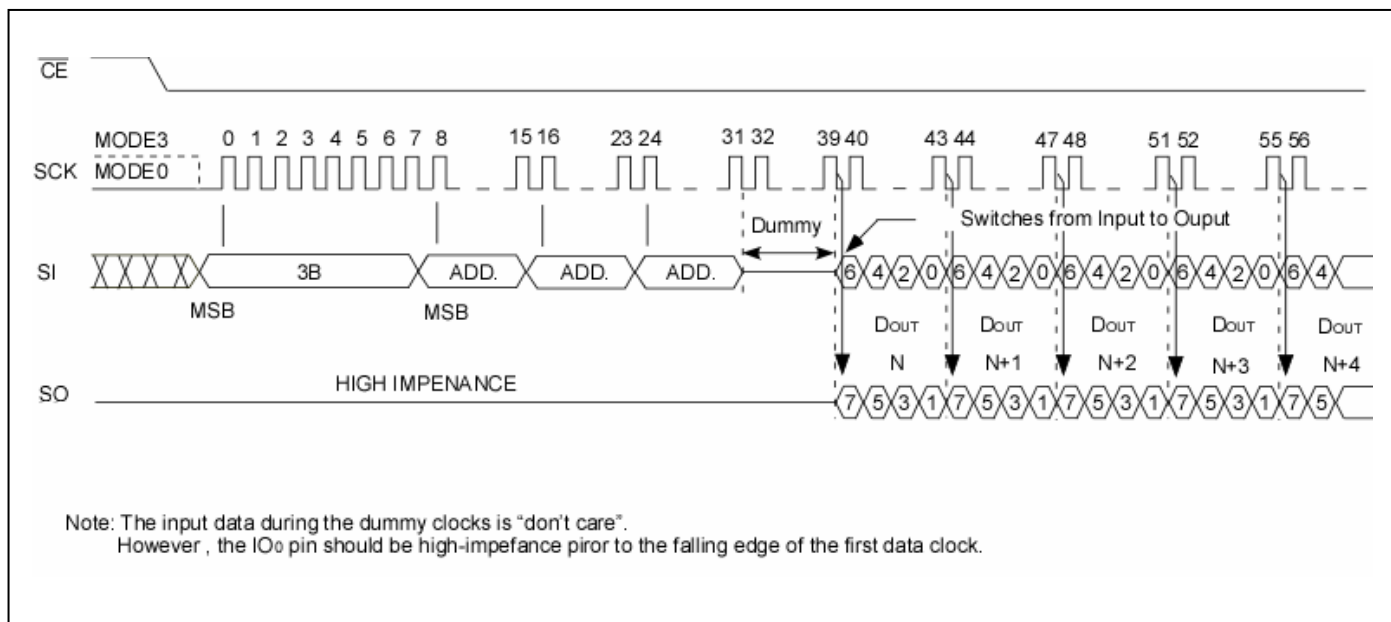 CE
MODE3 0 1 2 3 4 5 6 7 8 15 16 23 24 31 32 39 40 43 44 47 48 51 52 55 56
SCK MODE0
Dummy Switches from Input to Ouput
SI 3B ADD. ADD. ADD. 6 4 2 0 6 4 2 0 6 4 2 0 6 4 2 0 6 4
MSB MSB
DOUT DOUT DOUT DOUT DOUT
N N+1 N+2 N+3 N+4
HIGH IMPENANCE
SO 7 5 3 1 7 5 3 1 7 5 3 1 7 5 3 1 7 5
Note: The input data during the dummy clocks is “don't care”.
However , the IO0 pin should be high-impefance piror to the falling edge of the first data clock.